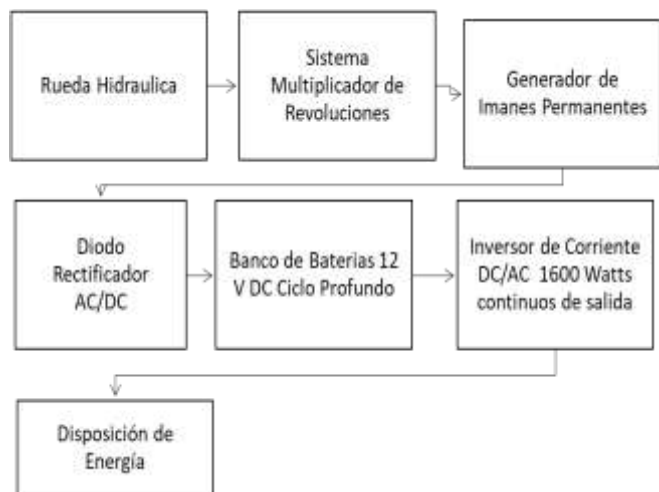 Rueda Hidraulica
Sistema
Multiplicador de
Revoluciones
Generador de
Imanes Permanentes
Diodo
Rectificador
AC/DC
Banco de Baterias 12
V DC Ciclo Profundo
Inversor de Corriente
DC/AC 1600 Watts
continuos de salida
Disposición de
Energía